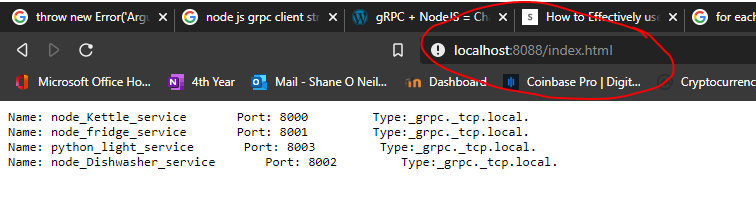 throw new Error('Argu
node js grpc client str
gRPC + NodeJS = Cha
S How to Effectively use
for each
localhost:8088/index.html
Microsoft Office Ho...
4th Year
Mail - Shane O Neil...
Dashboard
Coinbase Pro | Digit...
Cryptocurrenc
Name: node_Kettle_service Port: 8000 Type:_grpc._tcp.local.
Name: node_fridge_service Port: 8001 Type:_grpc._tcp.local.
Name: python_light_service Port: 8003 Type:_grpc._tcp.local.
Name: node_Dishwasher_service Port: 8002 Type:_grpc._tcp.local.